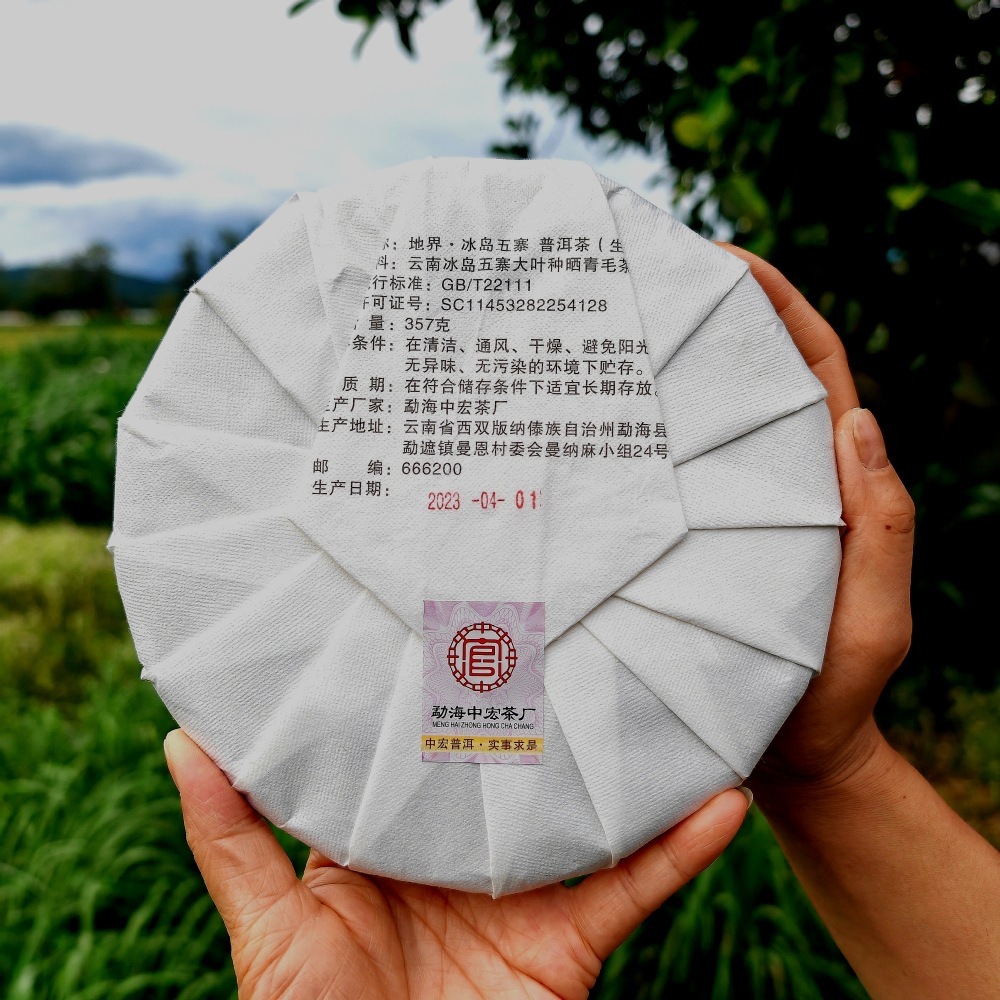 ：地界·冰岛五寨 普洱茶（生
料：云南冰岛五寨大叶种晒青毛茶
行标准：GB/T22111
可证号：SC11453282254128
量：357克
条件：在清洁、通风、干燥、避免阳光
无异味、无污染的环境下贮存。
质 期：在符合储存条件下适宜长期存放。
生产厂家：勐海中宏茶厂
生产地址：云南省西双版纳傣族自治州勐海县
勐遮镇曼恩村委会曼纳麻小组24号
邮 编：666200
生产日期：
2023 -04- 01
官
勐海中宏茶厂
MENG HAI ZHONG HONG CHA CHANG
中宏普洱·实事求是